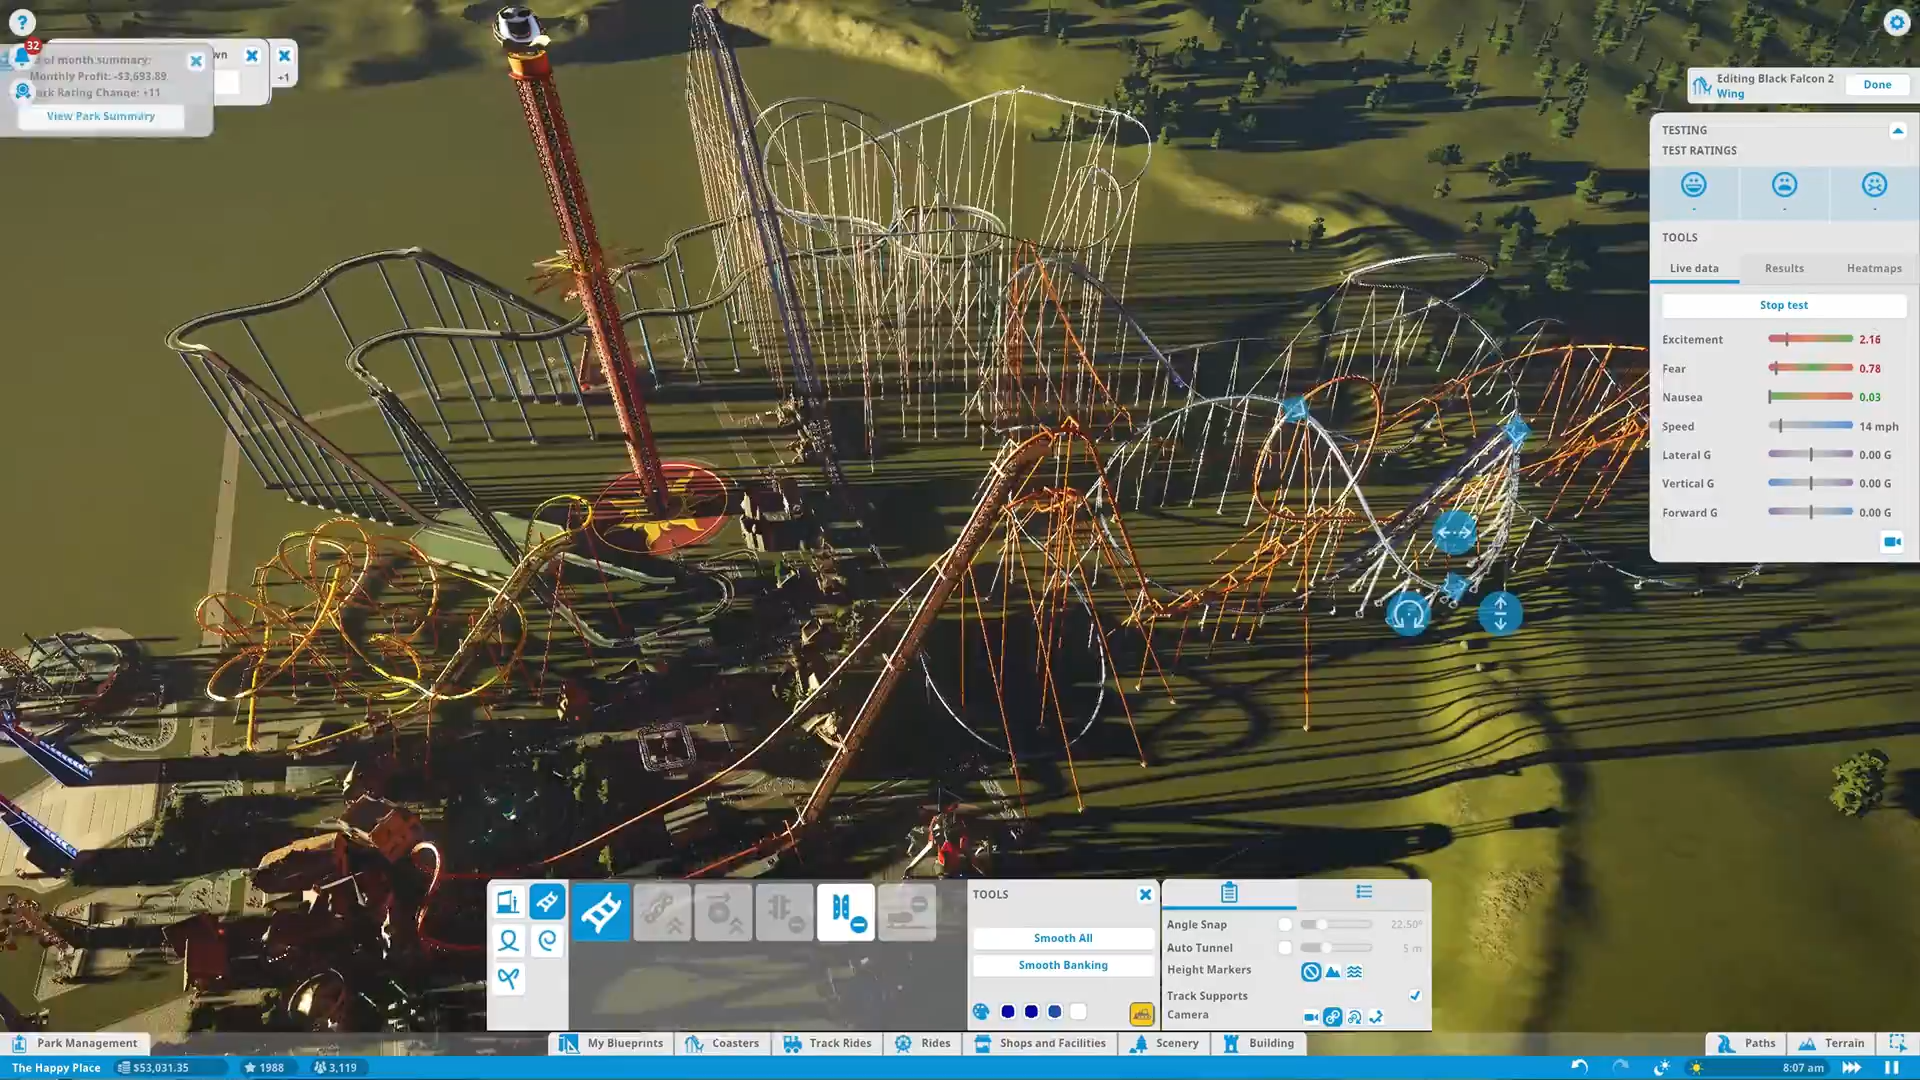 ?
32
of month summary:
Monthly Profit: -$3,693.89
ark Rating Change: +11
View Park Summary
wn
+1
Editing Black Falcon 2
Wing
Done
TESTING
TEST RATINGS
-
-
-
TOOLS
Live data
Results
Heatmaps
Stop test
Excitement 2.16
Fear 0.78
Nausea 0.03
Speed 14 mph
Lateral G 0.00 G
Vertical G 0.00 G
Forward G 0.00 G
TOOLS
Smooth All
Smooth Banking
Angle Snap 22.50°
Auto Tunnel 5 m
Height Markers
Track Supports
Camera
Park Management
My Blueprints
Coasters
Track Rides
Rides
Shops and Facilities
Scenery
Building
Paths
Terrain
The Happy Place
$53,031.35
1988
3,119
8:07 am